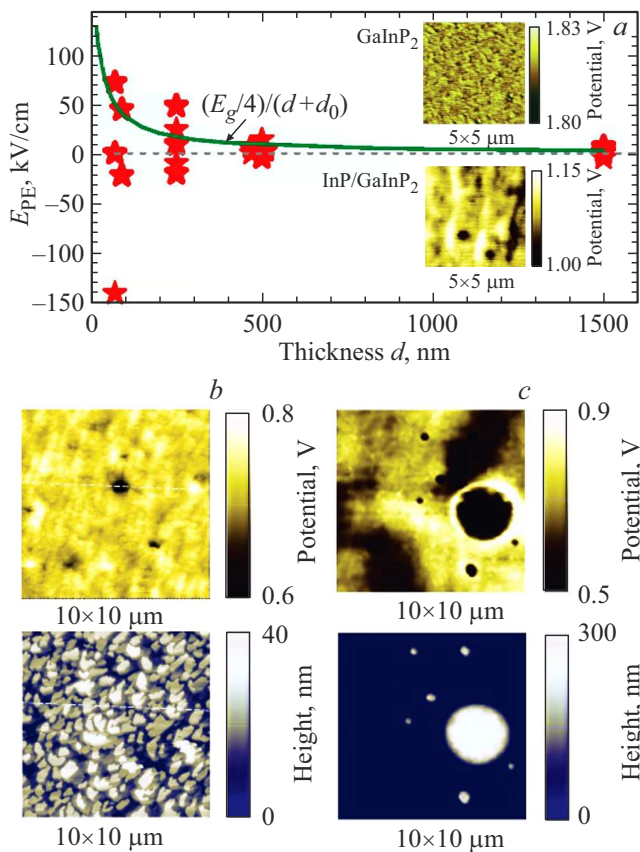 a
100
50
0
−50
−100
−150
E_PE, kV/cm
(E_g/4)/(d+d_0)
GaInP_2
1.83
1.80
Potential, V
5×5 μm
InP/GaInP_2
1.15
1.00
Potential, V
5×5 μm
0 500 1000 1500
Thickness d, nm
b
0.8
0.6
Potential, V
10×10 μm
c
0.9
0.5
Potential, V
10×10 μm
40
0
Height, nm
10×10 μm
300
0
Height, nm
10×10 μm